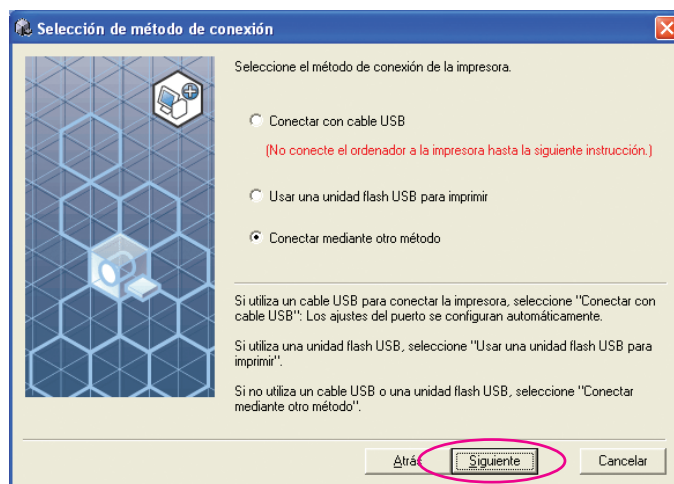 Selección de método de conexión
Seleccione el método de conexión de la impresora.
Conectar con cable USB
(No conecte el ordenador a la impresora hasta la siguiente instrucción.)
Usar una unidad flash USB para imprimir
Conectar mediante otro método
Si utiliza un cable USB para conectar la impresora, seleccione "Conectar con
cable USB": Los ajustes del puerto se configuran automáticamente.
Si utiliza una unidad flash USB, seleccione "Usar una unidad flash USB para
imprimir".
Si no utiliza un cable USB o una unidad flash USB, seleccione "Conectar
mediante otro método".
Atrás Siguiente Cancelar